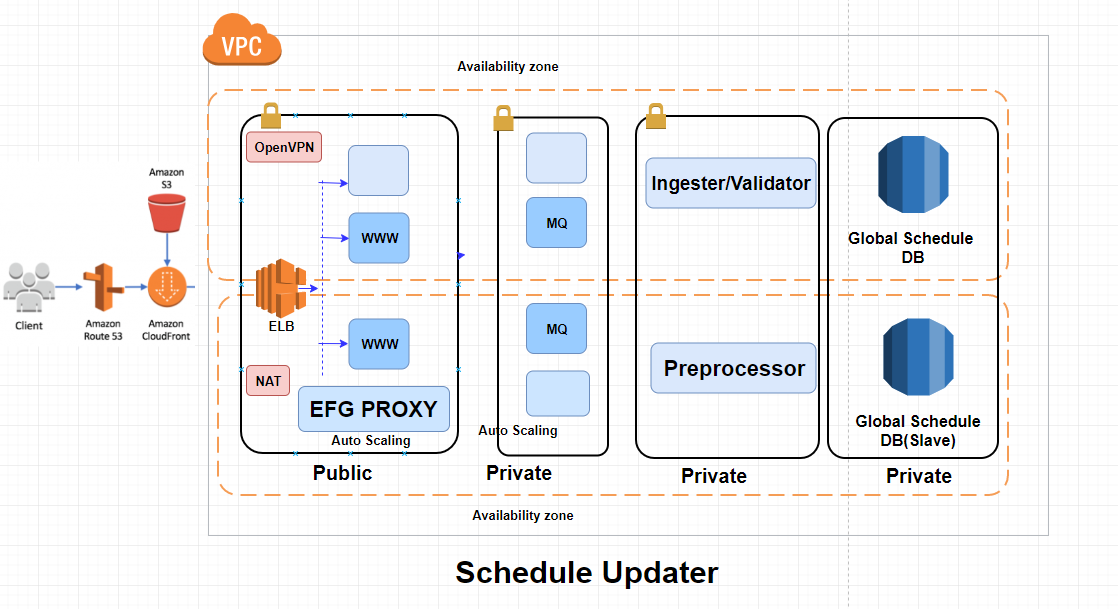 VPC
Availability zone
OpenVPN
WWW
MQ
Ingester/Validator
Global Schedule
DB
Amazon
S3
Client
Amazon
Route 53
Amazon
CloudFront
ELB
WWW
MQ
Preprocessor
NAT
EFG PROXY
Auto Scaling
Auto Scaling
Global Schedule
DB(Slave)
Public
Private
Private
Private
Availability zone
Schedule Updater